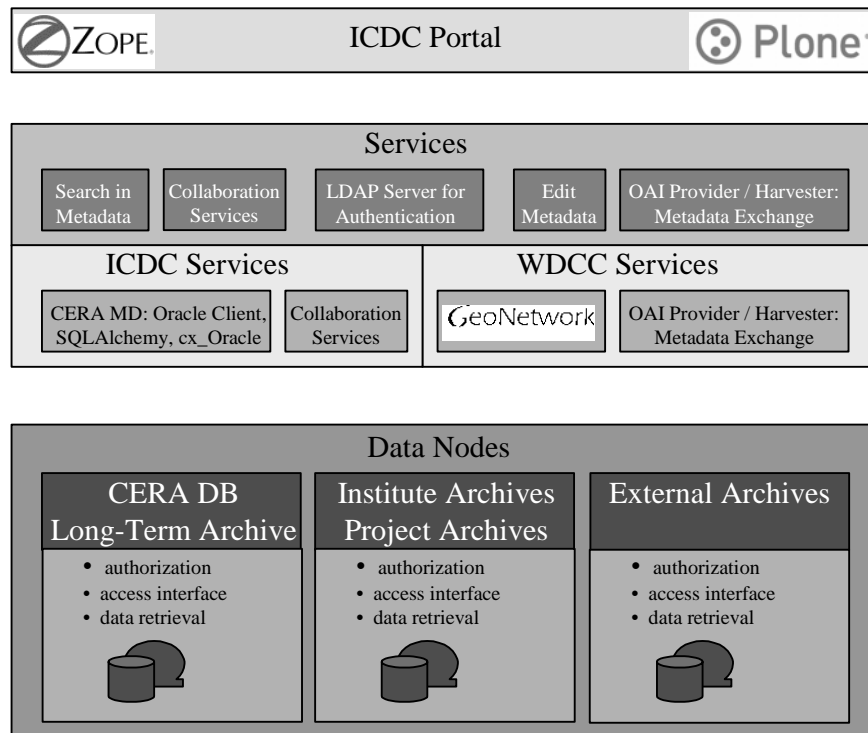 ZOPE.
ICDC Portal
Plone
Services
Search in
Metadata
Collaboration
Services
LDAP Server for
Authentication
Edit
Metadata
OAI Provider / Harvester:
Metadata Exchange
ICDC Services
WDCC Services
CERA MD: Oracle Client,
SQLAlchemy, cx_Oracle
Collaboration
Services
GeoNetwork
OAI Provider / Harvester:
Metadata Exchange
Data Nodes
CERA DB
Long-Term Archive
• authorization
• access interface
• data retrieval
Institute Archives
Project Archives
• authorization
• access interface
• data retrieval
External Archives
• authorization
• access interface
• data retrieval